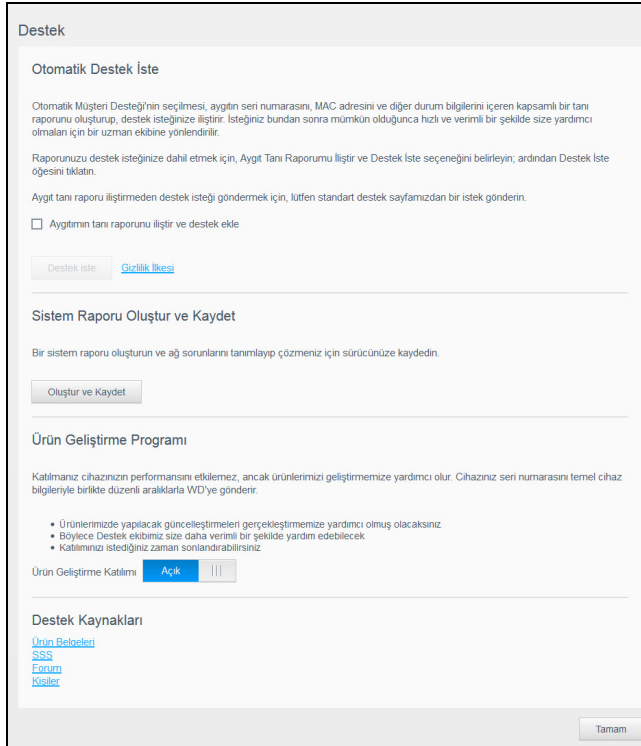 Destek
Otomatik Destek İste
Otomatik Müşteri Desteği'nin seçilmesi, aygıtın seri numarasını, MAC adresini ve diğer durum bilgilerini içeren kapsamlı bir tanı
raporunu oluşturup, destek isteğinize iliştirir. İsteğiniz bundan sonra mümkün olduğunca hızlı ve verimli bir şekilde size yardımcı
olmaları için bir uzman ekibine yönlendirilir.
Raporunuzu destek isteğinize dahil etmek için, Aygıt Tanı Raporumu İliştir ve Destek İste seçeneğini belirleyin; ardından Destek İste
öğesini tıklatın.
Aygıt tanı raporu iliştirmeden destek isteği göndermek için, lütfen standart destek sayfamızdan bir istek gönderin.
Aygıtımın tanı raporunu iliştir ve destek ekle
Destek iste Gizlilik İlkesi
Sistem Raporu Oluştur ve Kaydet
Bir sistem raporu oluşturun ve ağ sorunlarını tanımlayıp çözmeniz için sürücünüze kaydedin.
Oluştur ve Kaydet
Ürün Geliştirme Programı
Katılmanız cihazınızın performansını etkilemez, ancak ürünlerimizi geliştirmemize yardımcı olur. Cihazınız seri numarasını temel cihaz
bilgileriyle birlikte düzenli aralıklarla WD'ye gönderir.
• Ürünlerimizde yapılacak güncelleştirmeleri gerçekleştirmemize yardımcı olmuş olacaksınız
• Böylece Destek ekibimiz size daha verimli bir şekilde yardım edebilecek
• Katılımınızı istediğiniz zaman sonlandırabilirsiniz
Ürün Geliştirme Katılımı Açık
Destek Kaynakları
Ürün Belgeleri
SSS
Forum
Kişiler
Tamam